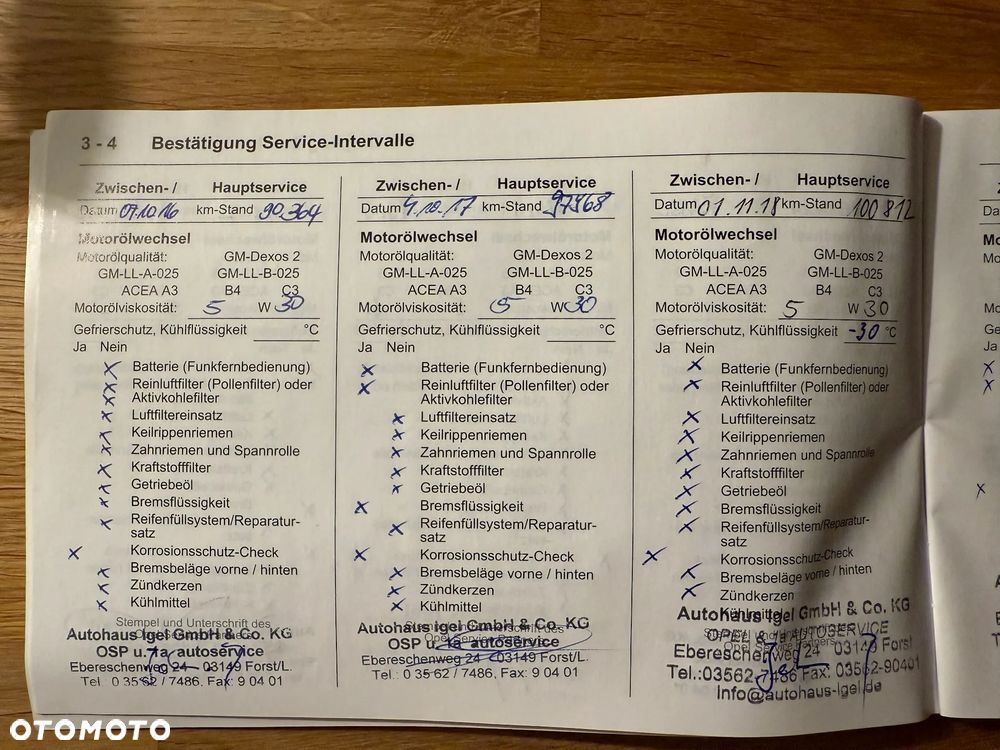 3 - 4 Bestätigung Service-Intervalle
Zwischen- / Hauptservice
Datum 07.10.16 km-Stand 90.364
Motorölwechsel
Motorölqualität: GM-Dexos 2
GM-LL-A-025 GM-LL-B-025
ACEA A3 B4 C3
Motorölviskosität: 5 W 30
Gefrierschutz, Kühlflüssigkeit °C
Ja Nein
x Batterie (Funkfernbedienung)
x Reinluftfilter (Pollenfilter) oder
x Aktivkohlefilter
x Luftfiltereinsatz
x Keilrippenriemen
x Zahnriemen und Spannrolle
x Kraftstofffilter
x Getriebeöl
x Bremsflüssigkeit
x Reifenfüllsystem/Reparatur-
satz
x Korrosionsschutz-Check
x Bremsbeläge vorne / hinten
x Zündkerzen
x Kühlmittel
Stempel und Unterschrift des
Autohaus Igel GmbH & Co. KG
OSP u. 1a autoservice
Ebereschenweg 24 03149 Forst/L.
Tel.: 0 35 62 / 7486, Fax: 9 04 01
Zwischen- / Hauptservice
Datum 4.10.17 km-Stand 97968
Motorölwechsel
Motorölqualität: GM-Dexos 2
GM-LL-A-025 GM-LL-B-025
ACEA A3 B4 C3
Motorölviskosität: 5 W 30
Gefrierschutz, Kühlflüssigkeit °C
Ja Nein
x Batterie (Funkfernbedienung)
x Reinluftfilter (Pollenfilter) oder
Aktivkohlefilter
x Luftfiltereinsatz
x Keilrippenriemen
x Zahnriemen und Spannrolle
x Kraftstofffilter
x Getriebeöl
x Bremsflüssigkeit
x Reifenfüllsystem/Reparatur-
satz
x Korrosionsschutz-Check
x Bremsbeläge vorne / hinten
x Zündkerzen
x Kühlmittel
Autohaus Igel GmbH & Co. KG
OSP u. 1a autoservice
Ebereschenweg 24 03149 Forst/L.
Tel.: 0 35 62 / 7486, Fax: 9 04 01
Zwischen- / Hauptservice
Datum 01.11.18 km-Stand 100 812
Motorölwechsel
Motorölqualität: GM-Dexos 2
GM-LL-A-025 GM-LL-B-025
ACEA A3 B4 C3
Motorölviskosität: 5 W 30
Gefrierschutz, Kühlflüssigkeit -30 °C
Ja Nein
x Batterie (Funkfernbedienung)
x Reinluftfilter (Pollenfilter) oder
Aktivkohlefilter
x Luftfiltereinsatz
x Keilrippenriemen
x Zahnriemen und Spannrolle
x Kraftstofffilter
x Getriebeöl
x Bremsflüssigkeit
x Reifenfüllsystem/Reparatur-
satz
x Korrosionsschutz-Check
x Bremsbeläge vorne / hinten
x Zündkerzen
Kühlmittel
Autohaus Igel GmbH & Co. KG
OPEL & 1a AUTOSERVICE
Ebereschenweg 24 03149 Forst
Tel.:03562-7486 Fax: 03562-90401
Info@autohaus-igel.de
OTOMOTO